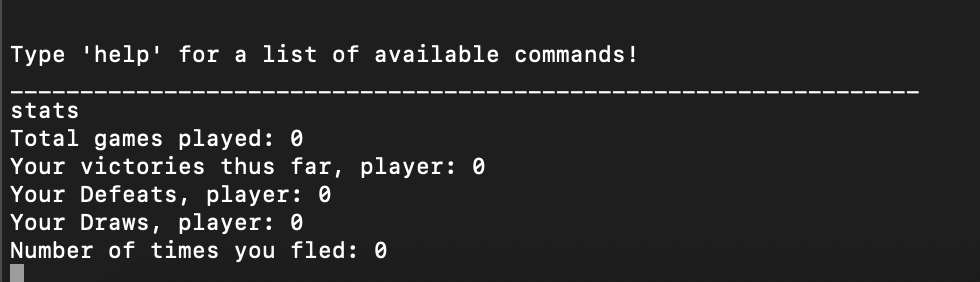 Type 'help' for a list of available commands!
_________________________________________________________________
stats
Total games played: 0
Your victories thus far, player: 0
Your Defeats, player: 0
Your Draws, player: 0
Number of times you fled: 0